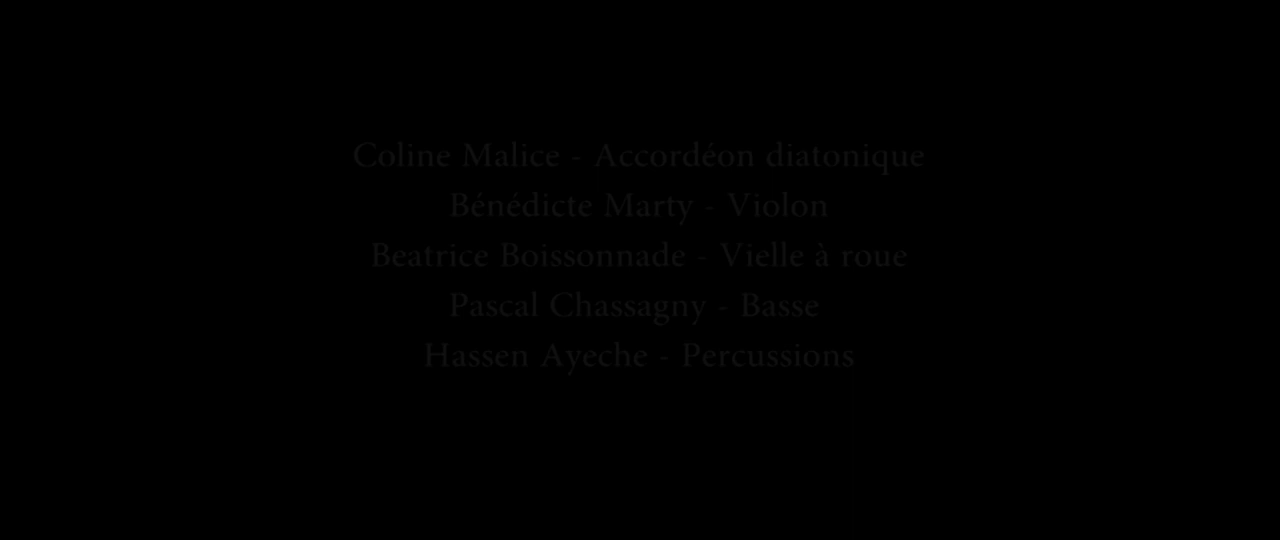 Coline Malice - Accordéon diatonique
Bénédicte Marty - Violon
Beatrice Boissonnade - Vielle à roue
Pascal Chassagny - Basse
Hassen Ayeche - Percussions